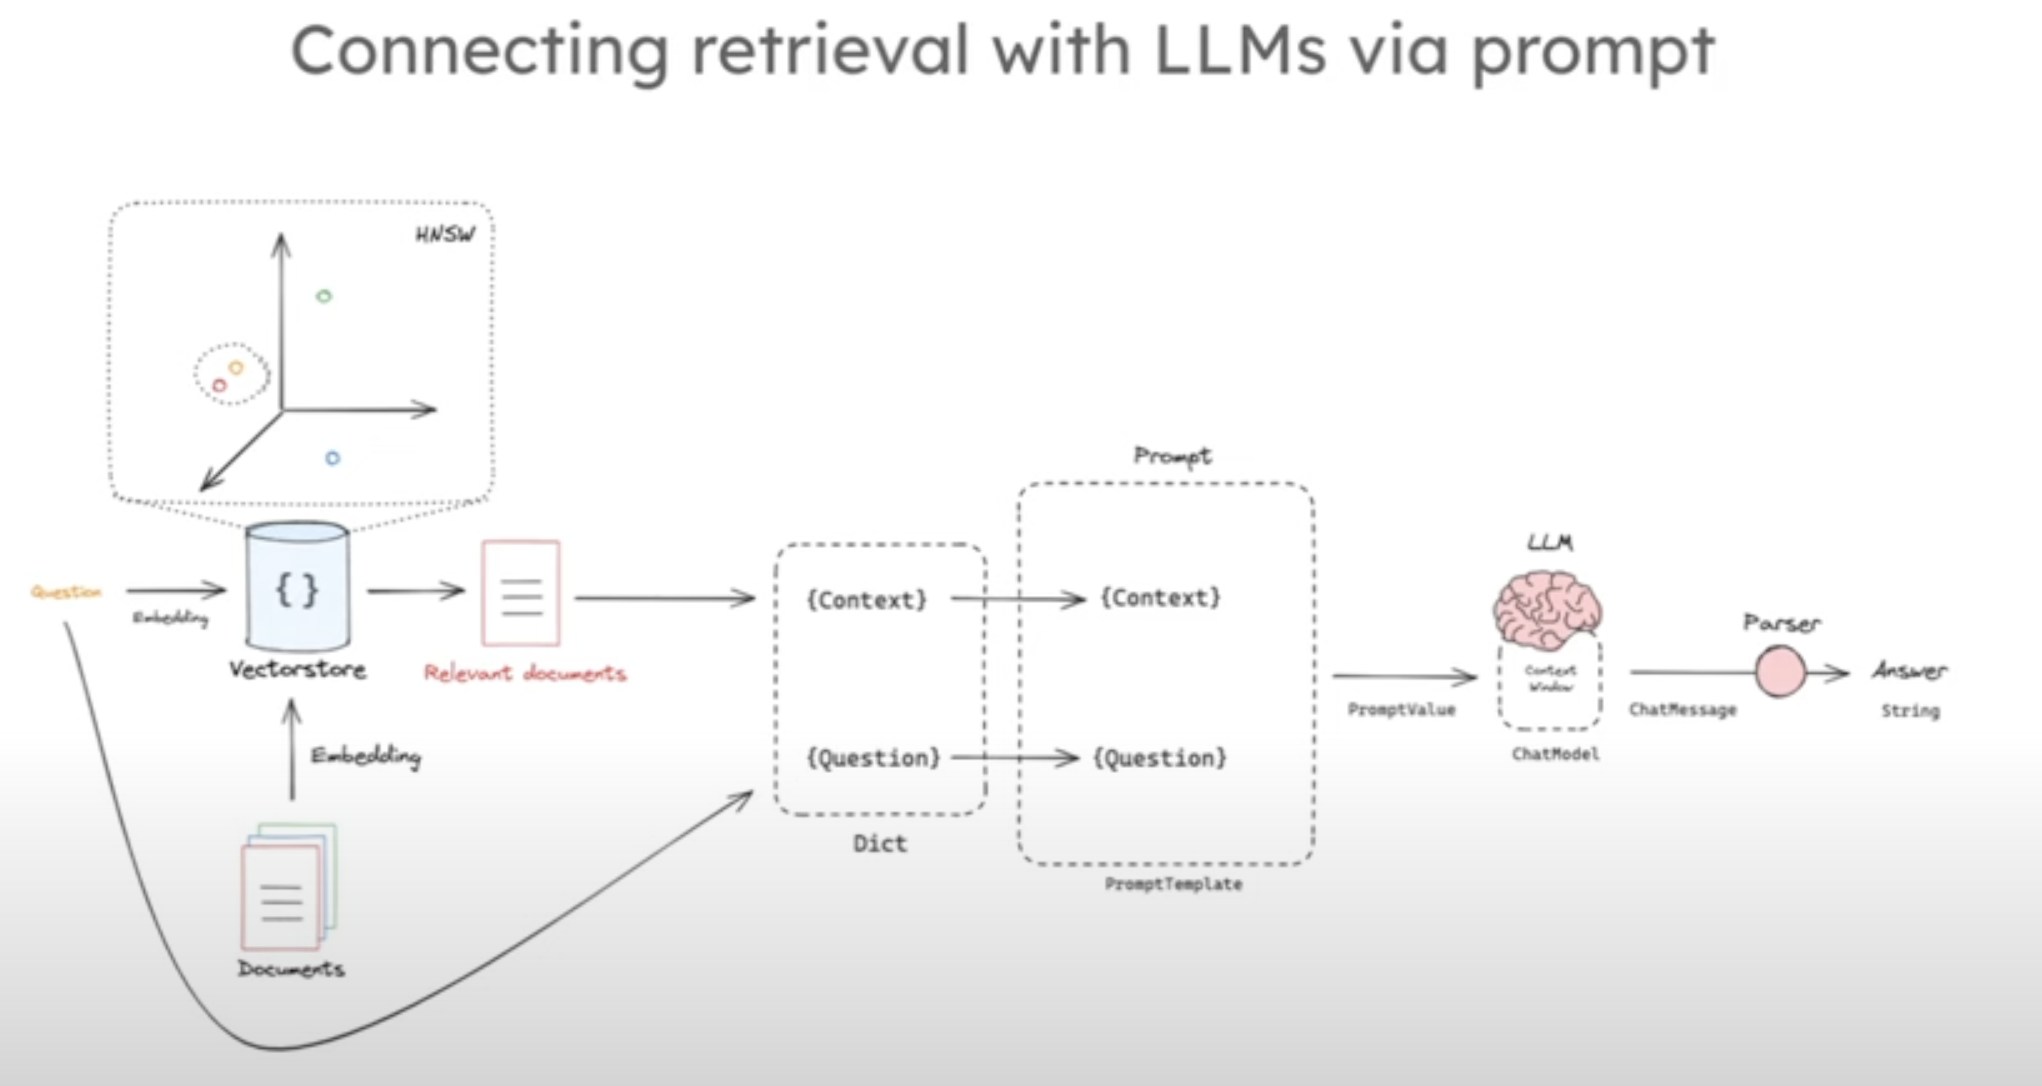 Connecting retrieval with LLMs via prompt
HNSW
Question
Embedding
{}
Vectorstore
Relevant documents
Embedding
Documents
{Context}
{Question}
Dict
Prompt
{Context}
{Question}
PromptTemplate
PromptValue
LLM
Context
Window
ChatModel
ChatMessage
Parser
Answer
String